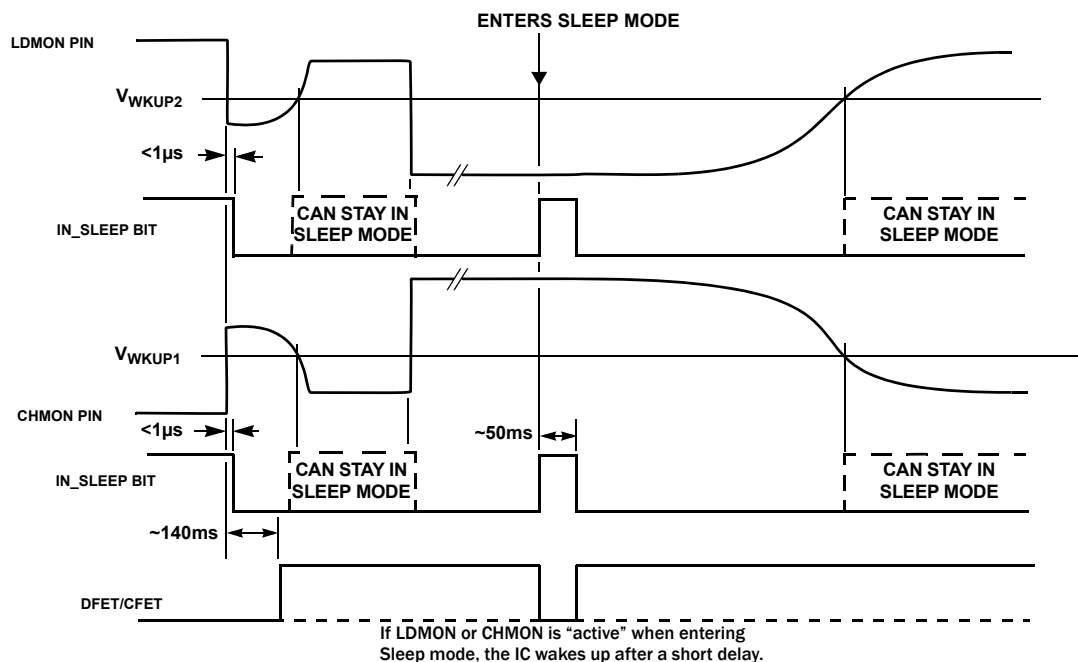 ENTERS SLEEP MODE
LDMON PIN
VWKUP2
<1µs
IN_SLEEP BIT
CAN STAY IN
SLEEP MODE
CAN STAY IN
SLEEP MODE
VWKUP1
CHMON PIN
<1µs
~50ms
IN_SLEEP BIT
CAN STAY IN
SLEEP MODE
CAN STAY IN
SLEEP MODE
~140ms
DFET/CFET
If LDMON or CHMON is “active” when entering
Sleep mode, the IC wakes up after a short delay.